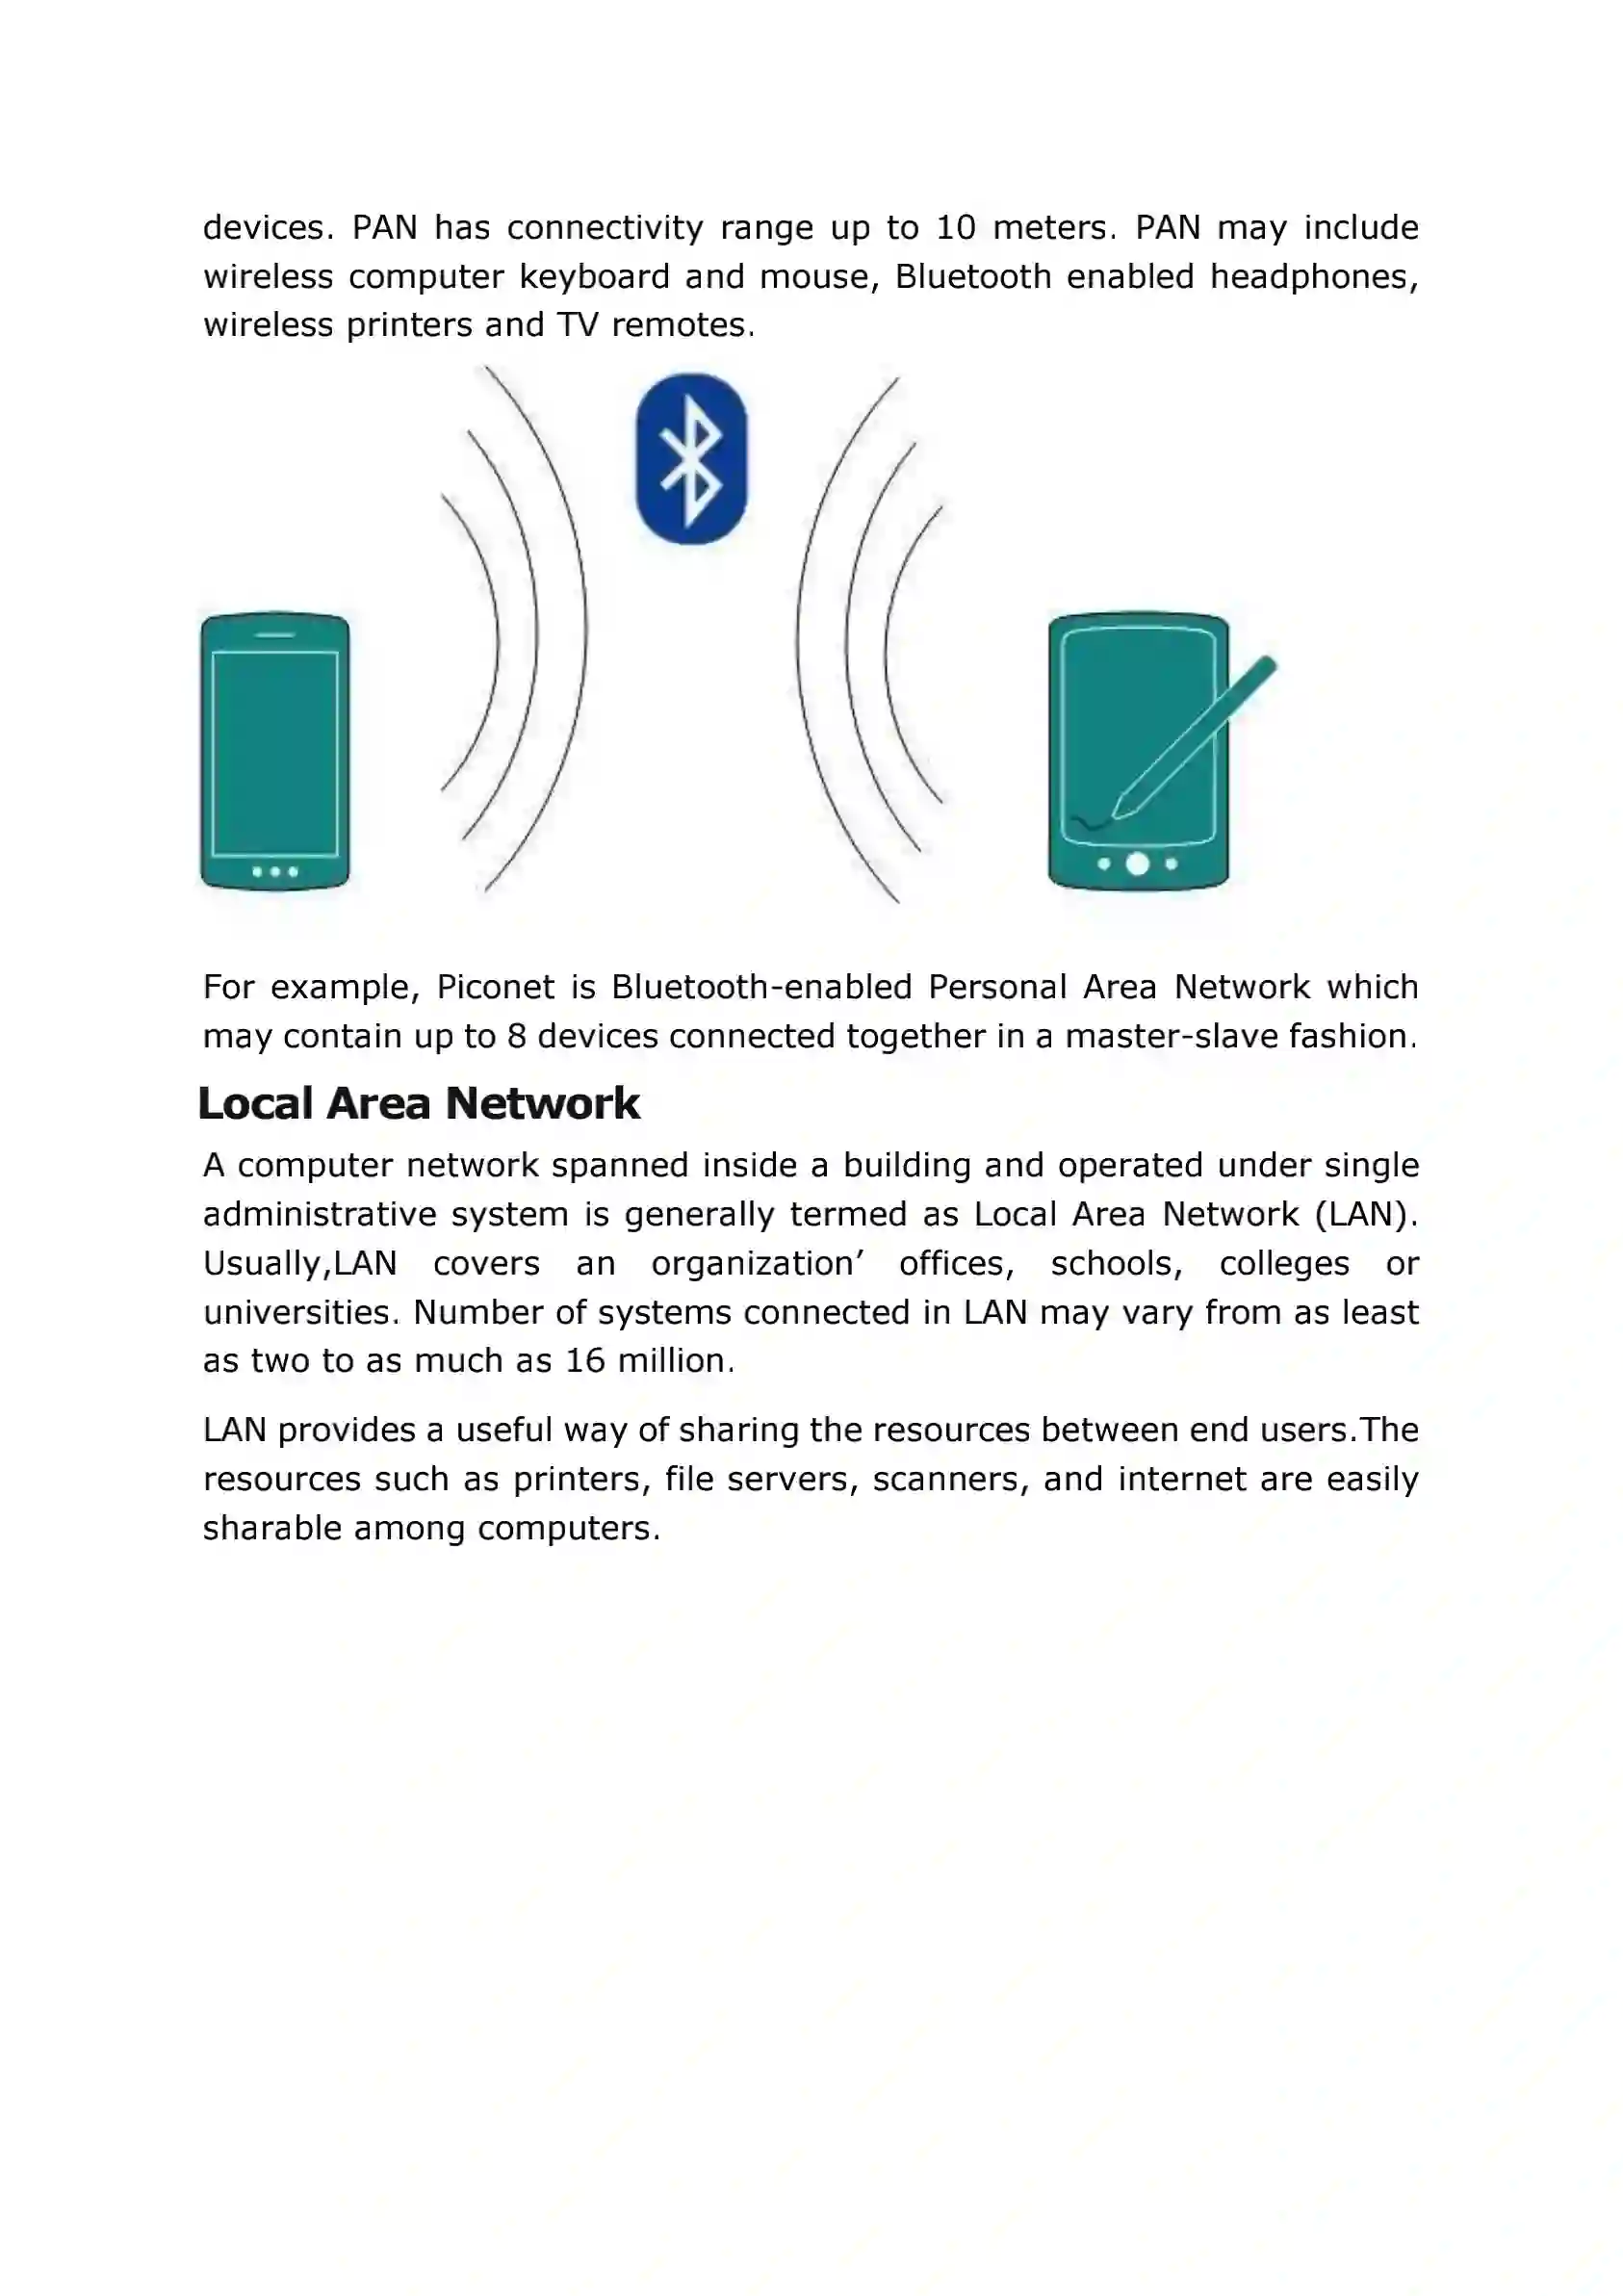 devices. PAN has connectivity range up to 10 meters. PAN may include
wireless computer keyboard and mouse, Bluetooth enabled headphones,
wireless printers and TV remotes.
For example, Piconet is Bluetooth-enabled Personal Area Network which
may contain up to 8 devices connected together in a master-slave fashion.
Local Area Network
A computer network spanned inside a building and operated under single
administrative system is generally termed as Local Area Network (LAN).
Usually,LAN covers an organization’ offices, schools, colleges or
universities. Number of systems connected in LAN may vary from as least
as two to as much as 16 million.
LAN provides a useful way of sharing the resources between end users.The
resources such as printers, file servers, scanners, and internet are easily
sharable among computers.